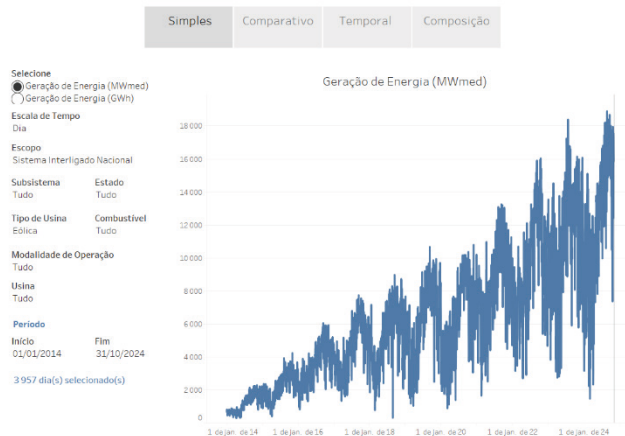 Simples Comparativo Temporal Composição
Selecione
Geração de Energia (MWmed)
Geração de Energia (GWh)
Escala de Tempo
Dia
Escopo
Sistema Interligado Nacional
Subsistema Estado
Tudo Tudo
Tipo de Usina Combustível
Eólica Tudo
Modalidade de Operação
Tudo
Usina
Tudo
Período
Início Fim
01/01/2014 31/10/2024
3 957 dia(s) selecionado(s)
Geração de Energia (MWmed)
18 000
16 000
14 000
12 000
10 000
8 000
6 000
4 000
2 000
0
1 de jan. de 14 1 de jan. de 16 1 de jan. de 18 1 de jan. de 20 1 de jan. de 22 1 de jan. de 24